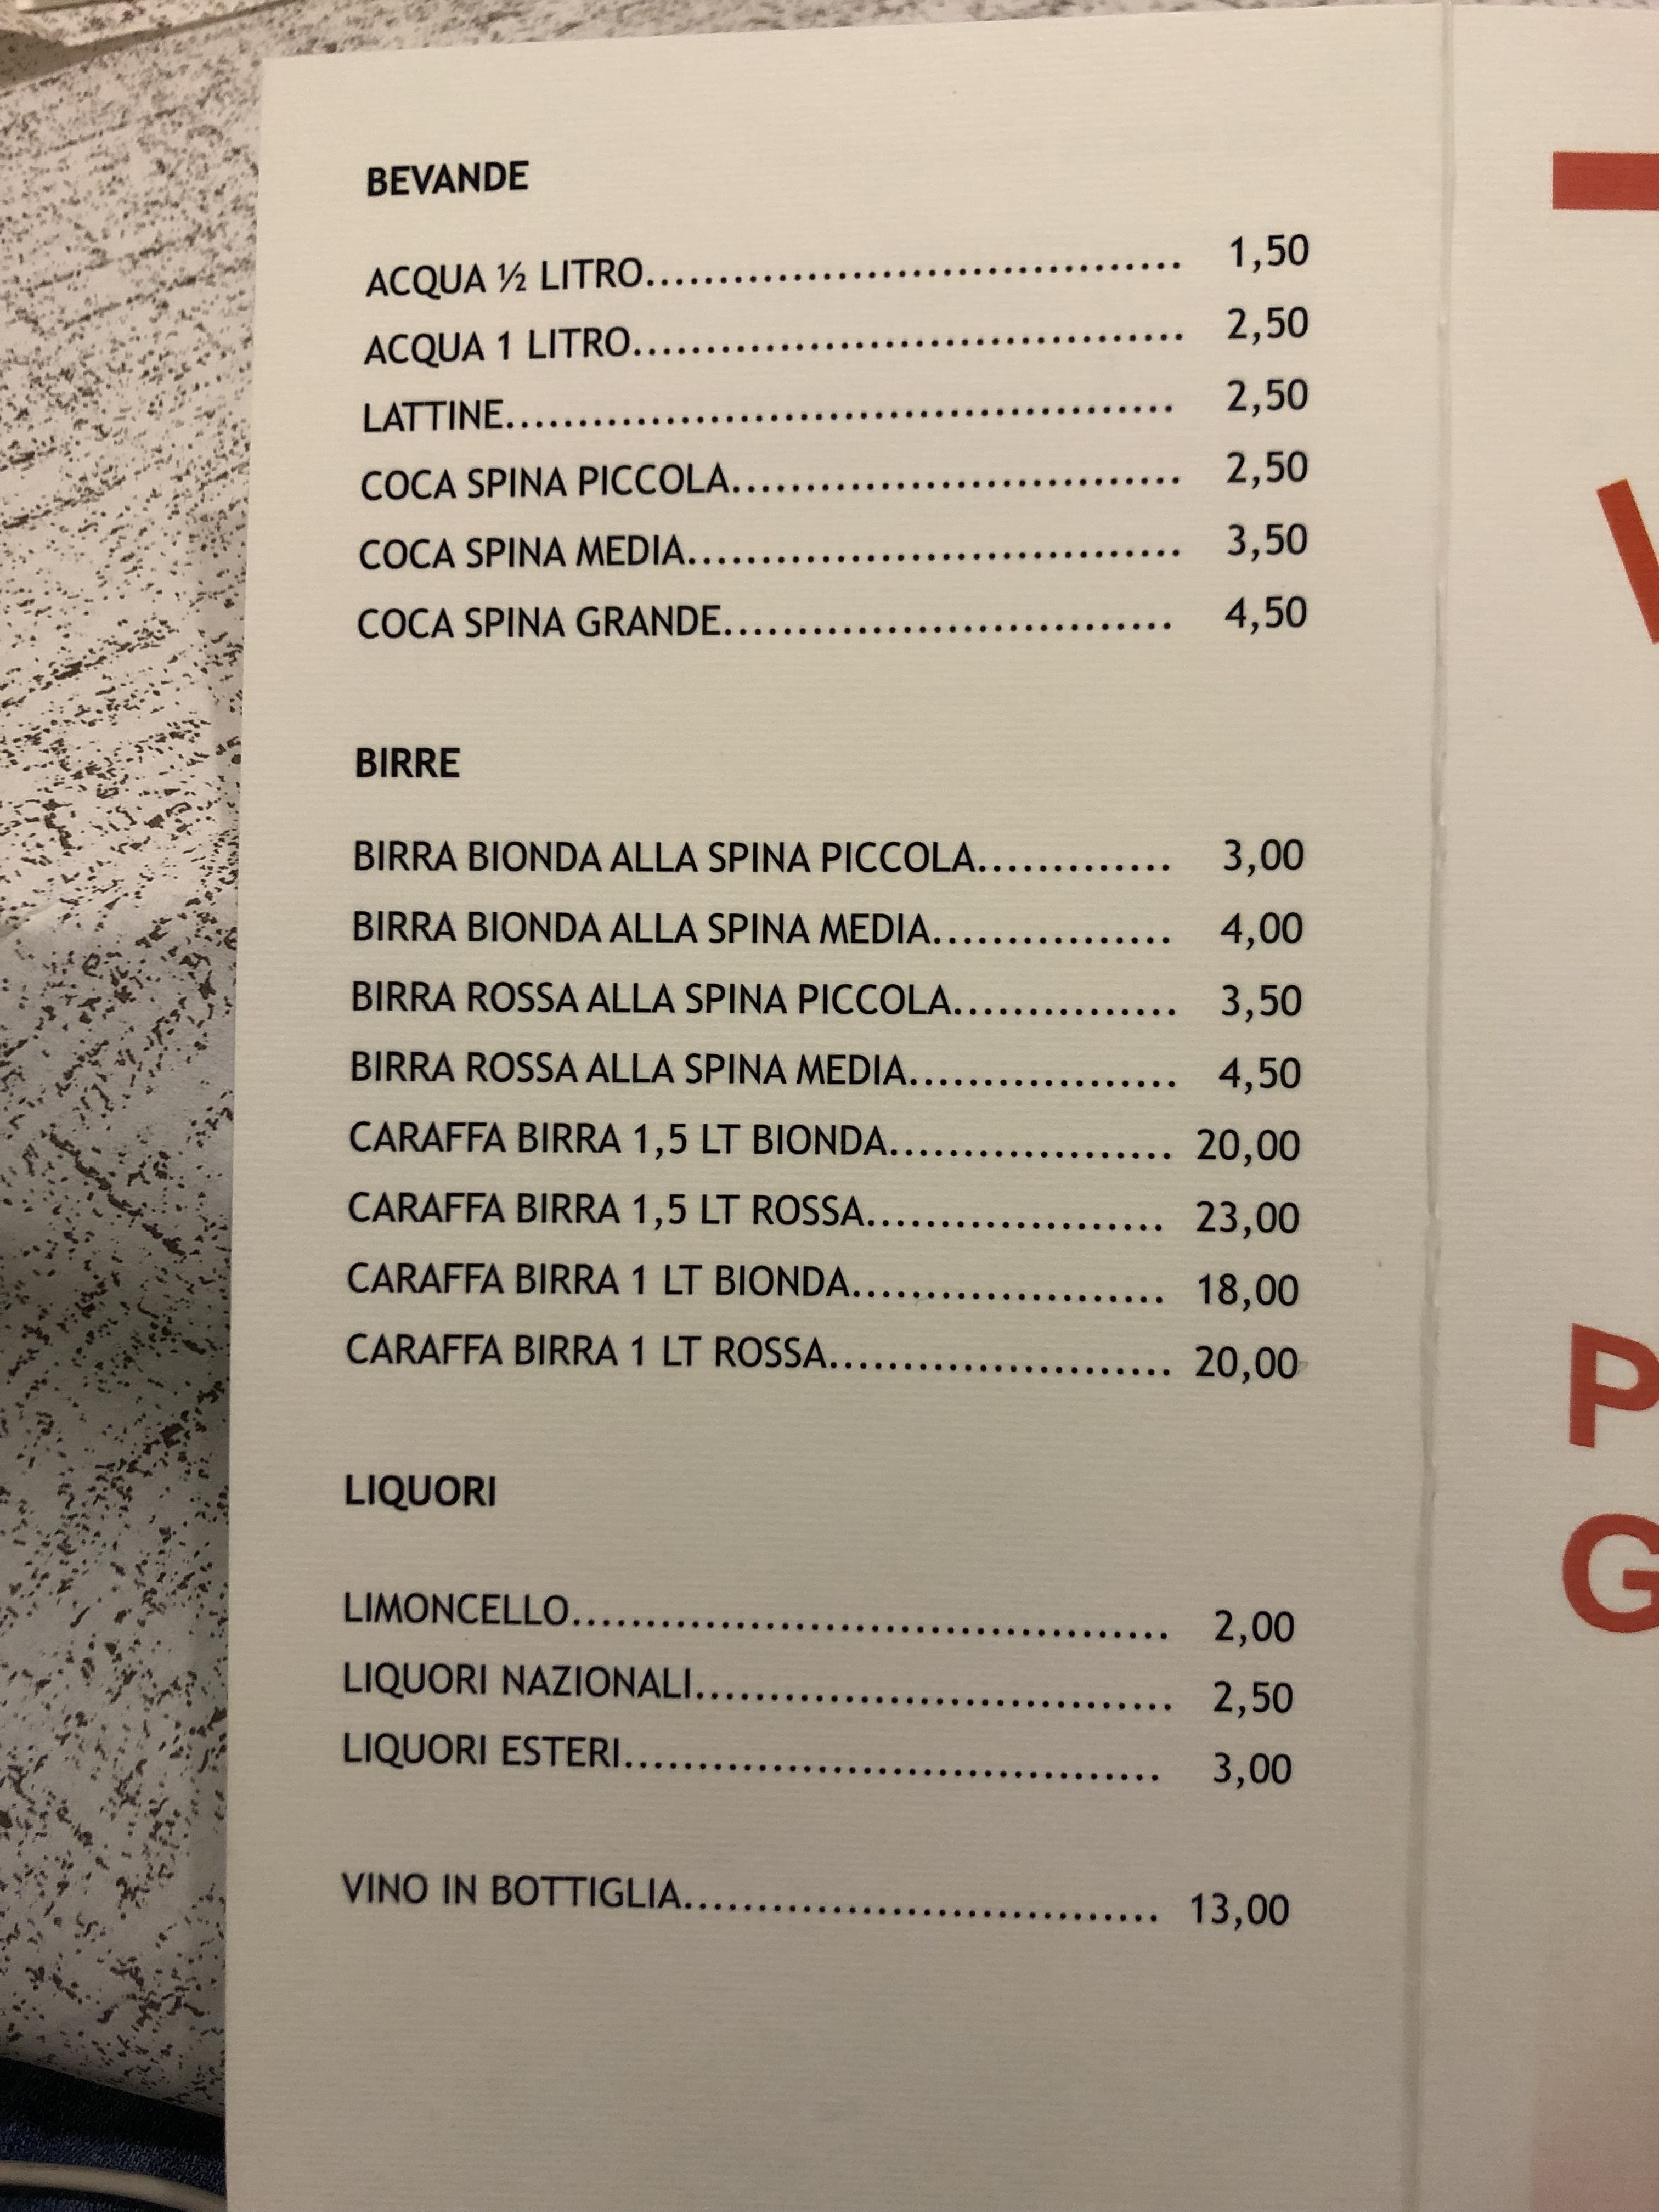 BEVANDE
ACQUA ½ LITRO.................................... 1,50
ACQUA 1 LITRO..................................... 2,50
LATTINE............................................. 2,50
COCA SPINA PICCOLA.............................. 2,50
COCA SPINA MEDIA................................. 3,50
COCA SPINA GRANDE.............................. 4,50
BIRRE
BIRRA BIONDA ALLA SPINA PICCOLA............. 3,00
BIRRA BIONDA ALLA SPINA MEDIA................ 4,00
BIRRA ROSSA ALLA SPINA PICCOLA............... 3,50
BIRRA ROSSA ALLA SPINA MEDIA.................. 4,50
CARAFFA BIRRA 1,5 LT BIONDA................... 20,00
CARAFFA BIRRA 1,5 LT ROSSA.................... 23,00
CARAFFA BIRRA 1 LT BIONDA..................... 18,00
CARAFFA BIRRA 1 LT ROSSA....................... 20,00
LIQUORI
LIMONCELLO........................................ 2,00
LIQUORI NAZIONALI................................ 2,50
LIQUORI ESTERI.................................... 3,00
VINO IN BOTTIGLIA................................ 13,00
P
G